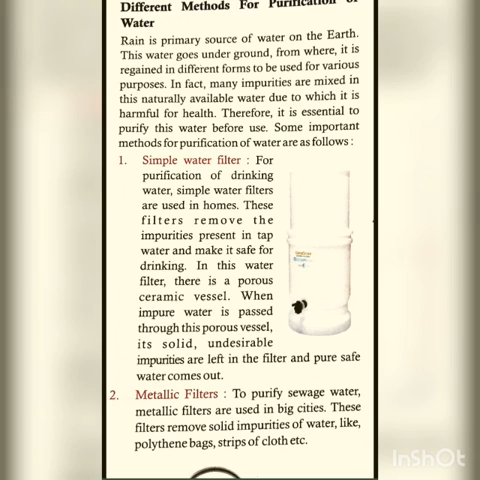 Different Methods For Purification of
Water
Rain is primary source of water on the Earth.
This water goes under ground, from where, it is
regained in different forms to be used for various
purposes. In fact, many impurities are mixed in
this naturally available water due to which it is
harmful for health. Therefore, it is essential to
purify this water before use. Some important
methods for purification of water are as follows :
1. Simple water filter : For
purification of drinking
water, simple water filters
are used in homes. These
filters remove the
impurities present in tap
water and make it safe for
drinking. In this water
filter, there is a porous
ceramic vessel. When
impure water is passed
through this porous vessel,
its solid, undesirable
impurities are left in the filter and pure safe
water comes out.
2. Metallic Filters : To purify sewage water,
metallic filters are used in big cities. These
filters remove solid impurities of water, like,
polythene bags, strips of cloth etc.
InShOt